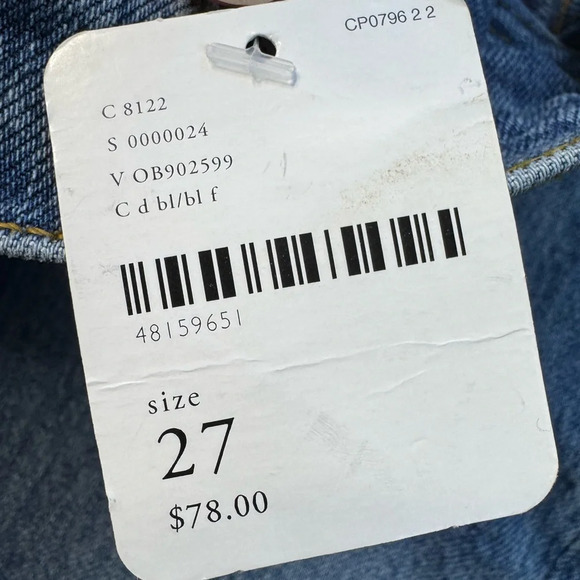 CP0796 2 2
C 8122
S 0000024
V OB902599
C d bl/bl f
48159651
size
27
$78.00